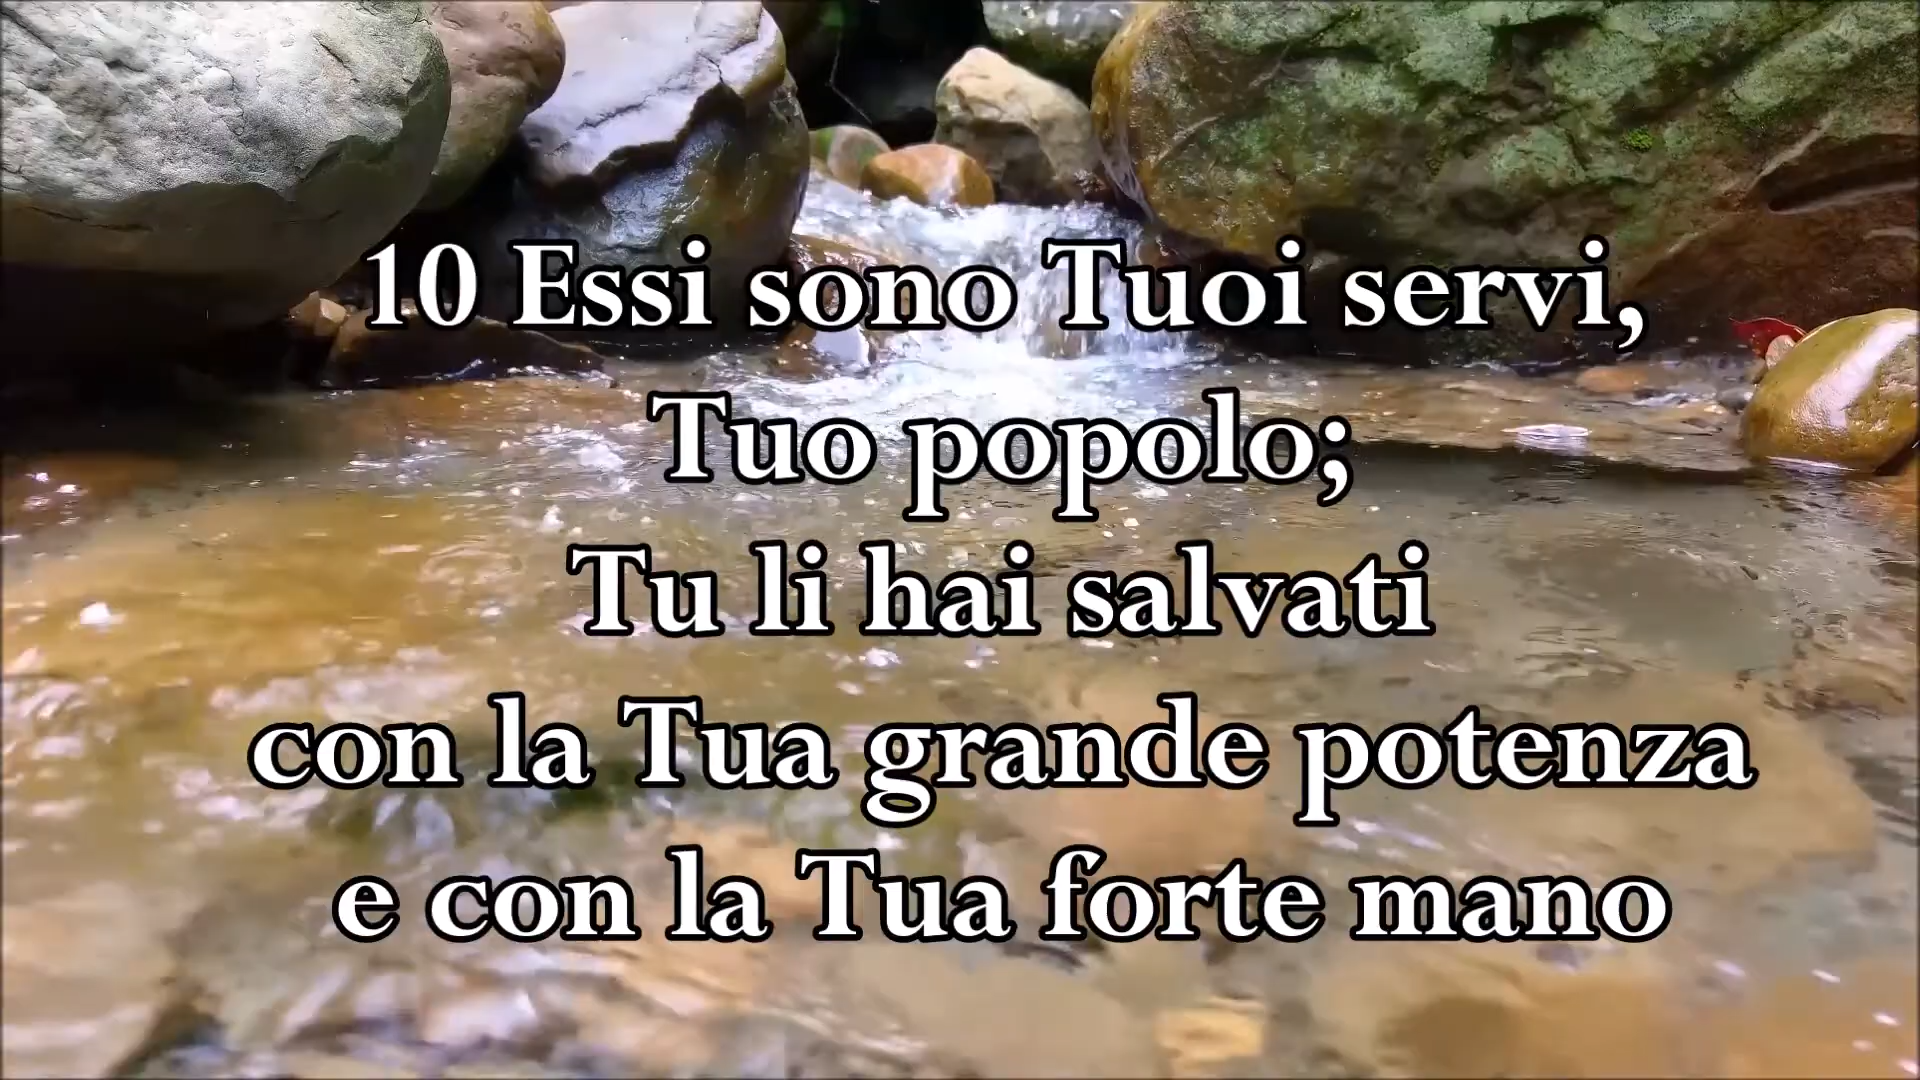 10 Essi sono Tuoi servi,
Tuo popolo;
Tu li hai salvati
con la Tua grande potenza
e con la Tua forte mano